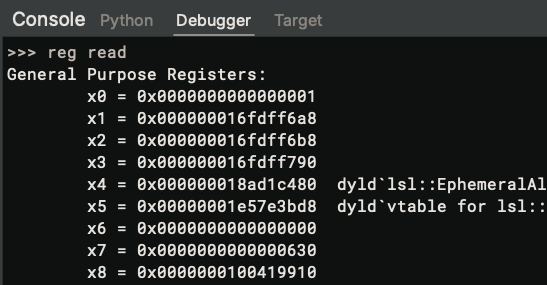 Console Python Debugger Target
>>> reg read
General Purpose Registers:
x0 = 0x0000000000000001
x1 = 0x000000016fdff6a8
x2 = 0x000000016fdff6b8
x3 = 0x000000016fdff790
x4 = 0x000000018ad1c480 dyld`lsl::EphemeralAl
x5 = 0x00000001e57e3bd8 dyld`vtable for lsl::
x6 = 0x0000000000000000
x7 = 0x0000000000000630
x8 = 0x0000000100419910